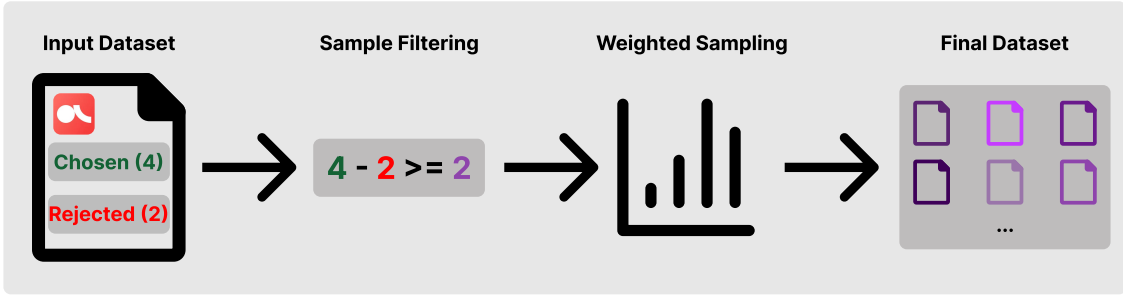 Input Dataset
Sample Filtering
Weighted Sampling
Final Dataset
Chosen (4)
Rejected (2)
4 - 2 >= 2
...